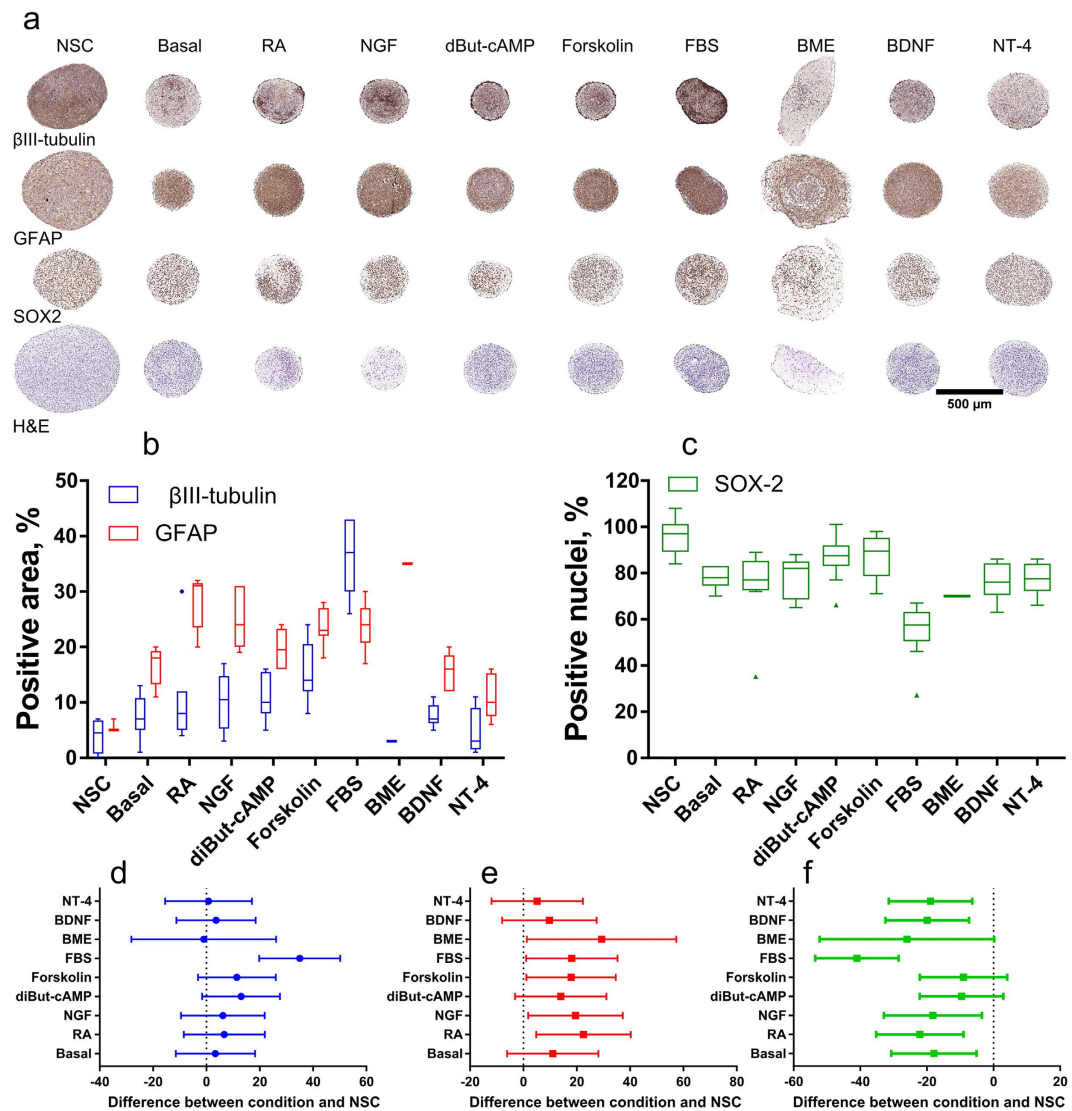 a
NSC Basal RA NGF dBut-cAMP Forskolin FBS BME BDNF NT-4
βIII-tubulin
GFAP
SOX2
H&E
500 µm
b
50
40
30
20
10
0
Positive area, %
βIII-tubulin
GFAP
NSC Basal RA NGF diBut-cAMP Forskolin FBS BME BDNF NT-4
c
120
100
80
60
40
20
0
Positive nuclei, %
SOX-2
NSC Basal RA NGF diBut-cAMP Forskolin FBS BME BDNF NT-4
d
NT-4
BDNF
BME
FBS
Forskolin
diBut-cAMP
NGF
RA
Basal
-40 -20 0 20 40 60
Difference between condition and NSC
e
NT-4
BDNF
BME
FBS
Forskolin
diBut-cAMP
NGF
RA
Basal
-20 0 20 40 60 80
Difference between condition and NSC
f
NT-4
BDNF
BME
FBS
Forskolin
diBut-cAMP
NGF
RA
Basal
-60 -40 -20 0 20
Difference between condition and NSC